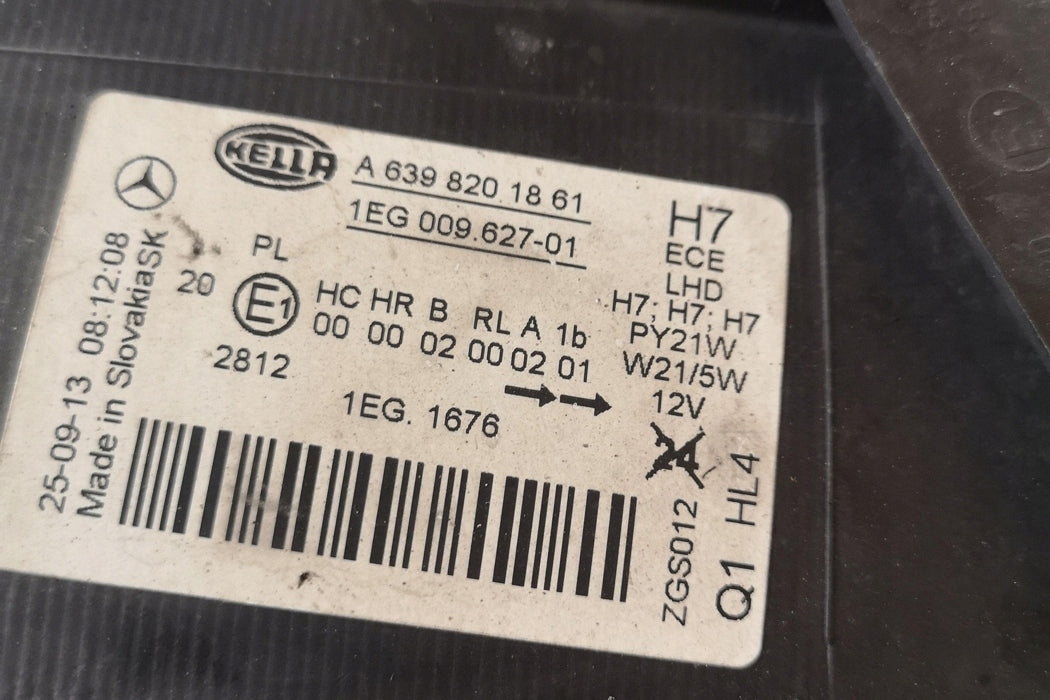 HELLA
A 639 820 18 61
1EG 009.627-01
PL
20
E1
HC HR B RL A 1b
00 00 02 00 02 01
2812
1EG. 1676
H7
ECE
LHD
H7; H7; H7
PY21W
W21/5W
12V
24
25-09-13 08:12:08
Made in SlovakiaSK
ZGS012
Q1 HL4